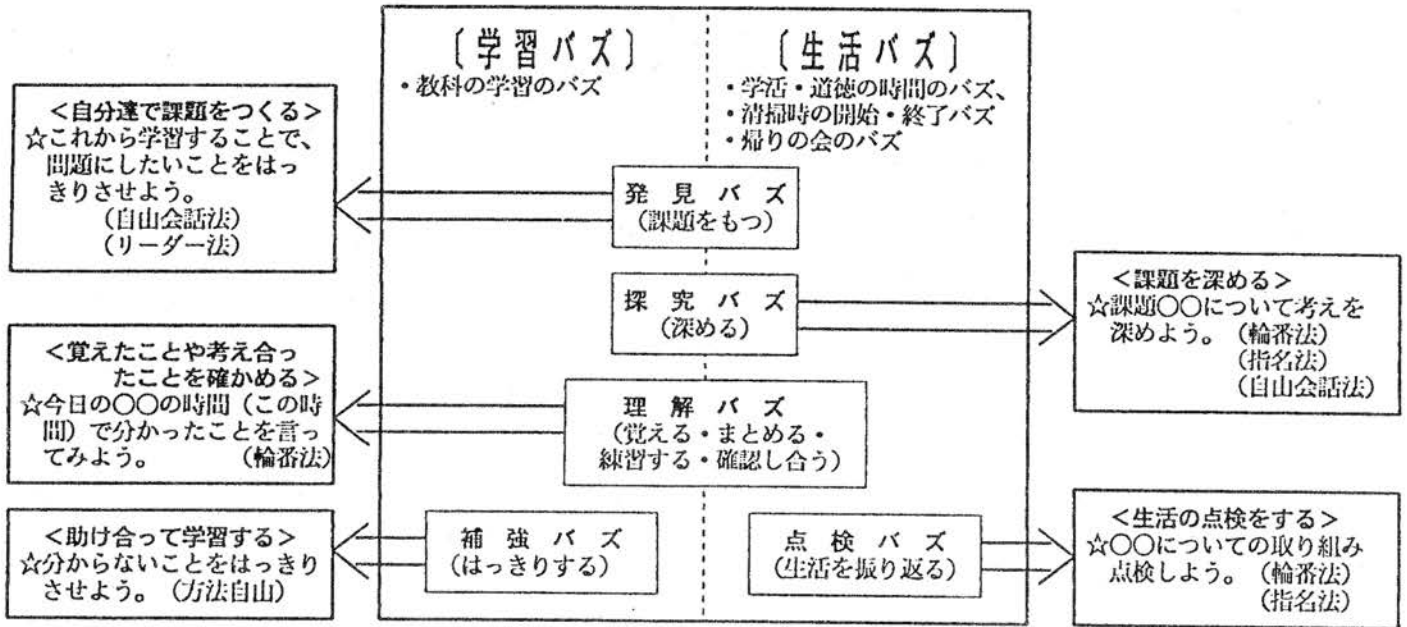 〔学習バズ〕
・教科の学習のバズ
〔生活バズ〕
・学活・道徳の時間のバズ、
・清掃時の開始・終了バズ
・帰りの会のバズ
発見バズ
(課題をもつ)
探究バズ
(深める)
理解バズ
(覚える・まとめる・
練習する・確認し合う)
補強バズ
(はっきりする)
点検バズ
(生活を振り返る)
<自分達で課題をつくる>
☆これから学習することで、
問題にしたいことをはっ
きりさせよう。
(自由会話法)
(リーダー法)
<覚えたことや考え合っ
たことを確かめる>
☆今日の○○の時間(この時
間)で分かったことを言っ
てみよう。 (輪番法)
<助け合って学習する>
☆分からないことをはっきり
させよう。(方法自由)
<課題を深める>
☆課題○○について考えを
深めよう。(輪番法)
(指名法)
(自由会話法)
<生活の点検をする>
☆○○についての取り組み
点検しよう。(輪番法)
(指名法)